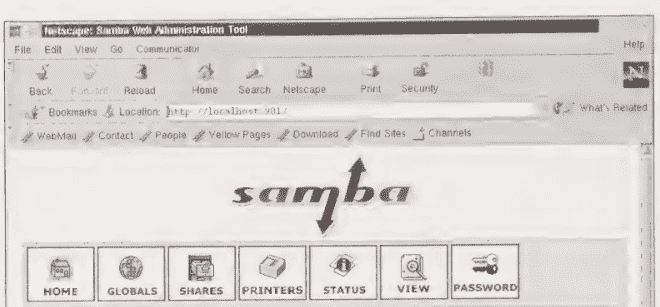 Netscape: Samba Web Administration Tool
File Edit View Go Communicator Help
Back Forward Reload Home Search Netscape Print Security
Bookmarks Location: http://localhost:901/ What's Related
WebMail Contact People Yellow Pages Download Find Sites Channels
samba
HOME GLOBALS SHARES PRINTERS STATUS VIEW PASSWORD